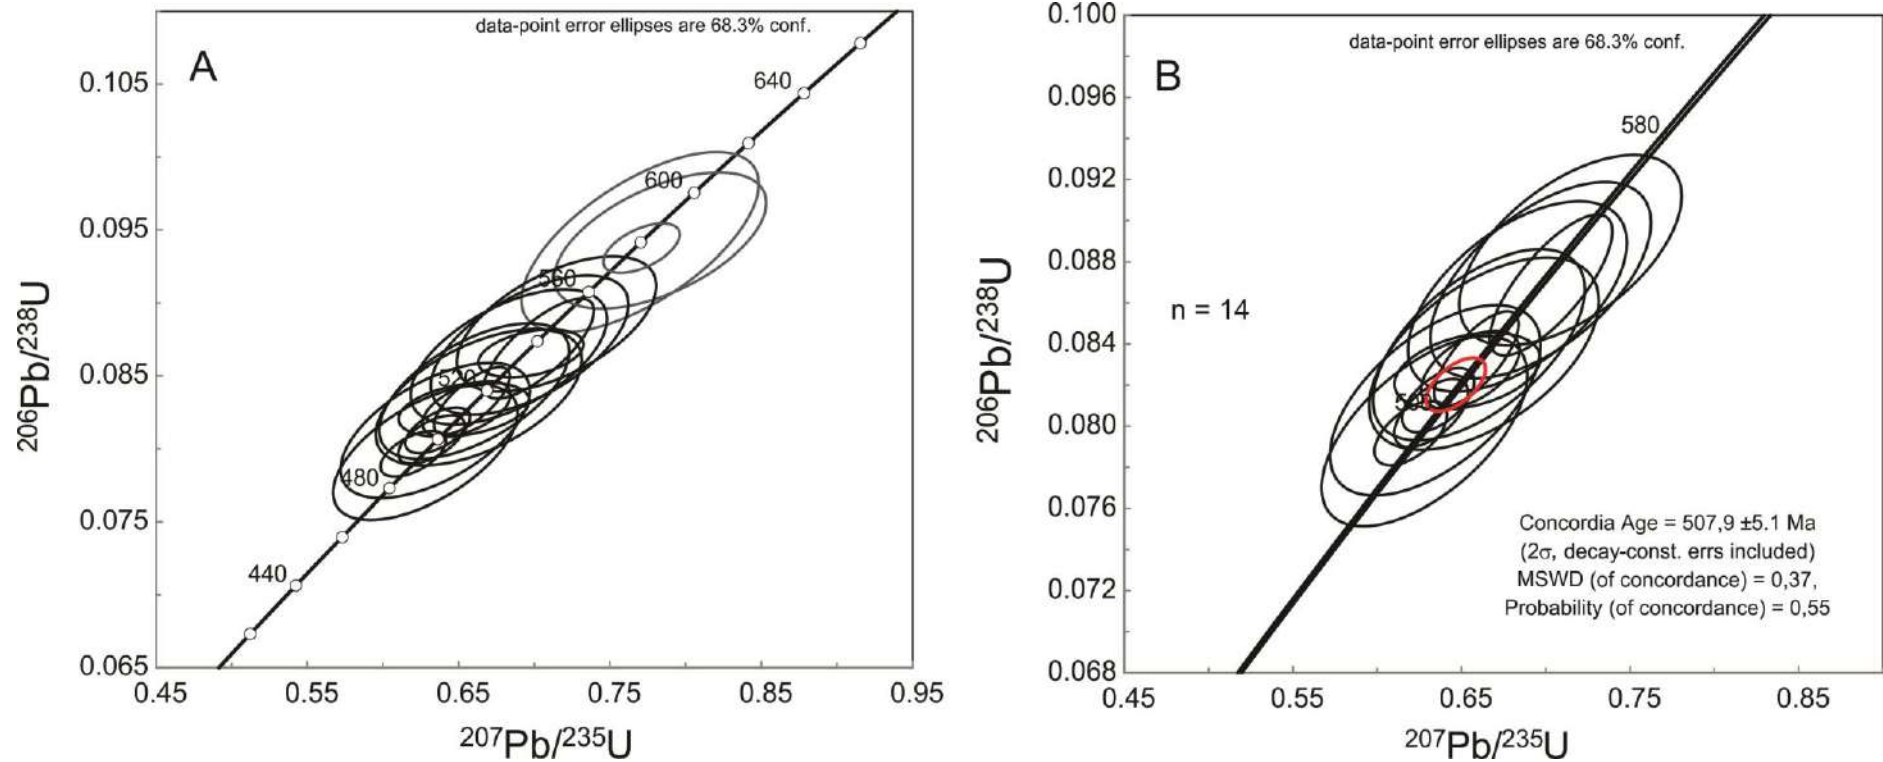 data-point error ellipses are 68.3% conf.
A
0.105
0.095
0.085
0.075
0.065
640
600
560
520
480
440
0.45
0.55
0.65
0.75
0.85
0.95
206Pb/238U
207Pb/235U
0.100
data-point error ellipses are 68.3% conf.
B
0.096
0.092
0.088
0.084
0.080
0.076
0.072
0.068
580
n = 14
Concordia Age = 507,9 ±5.1 Ma
(2σ, decay-const. errs included)
MSWD (of concordance) = 0,37,
Probability (of concordance) = 0,55
0.45
0.55
0.65
0.75
0.85
206Pb/238U
207Pb/235U